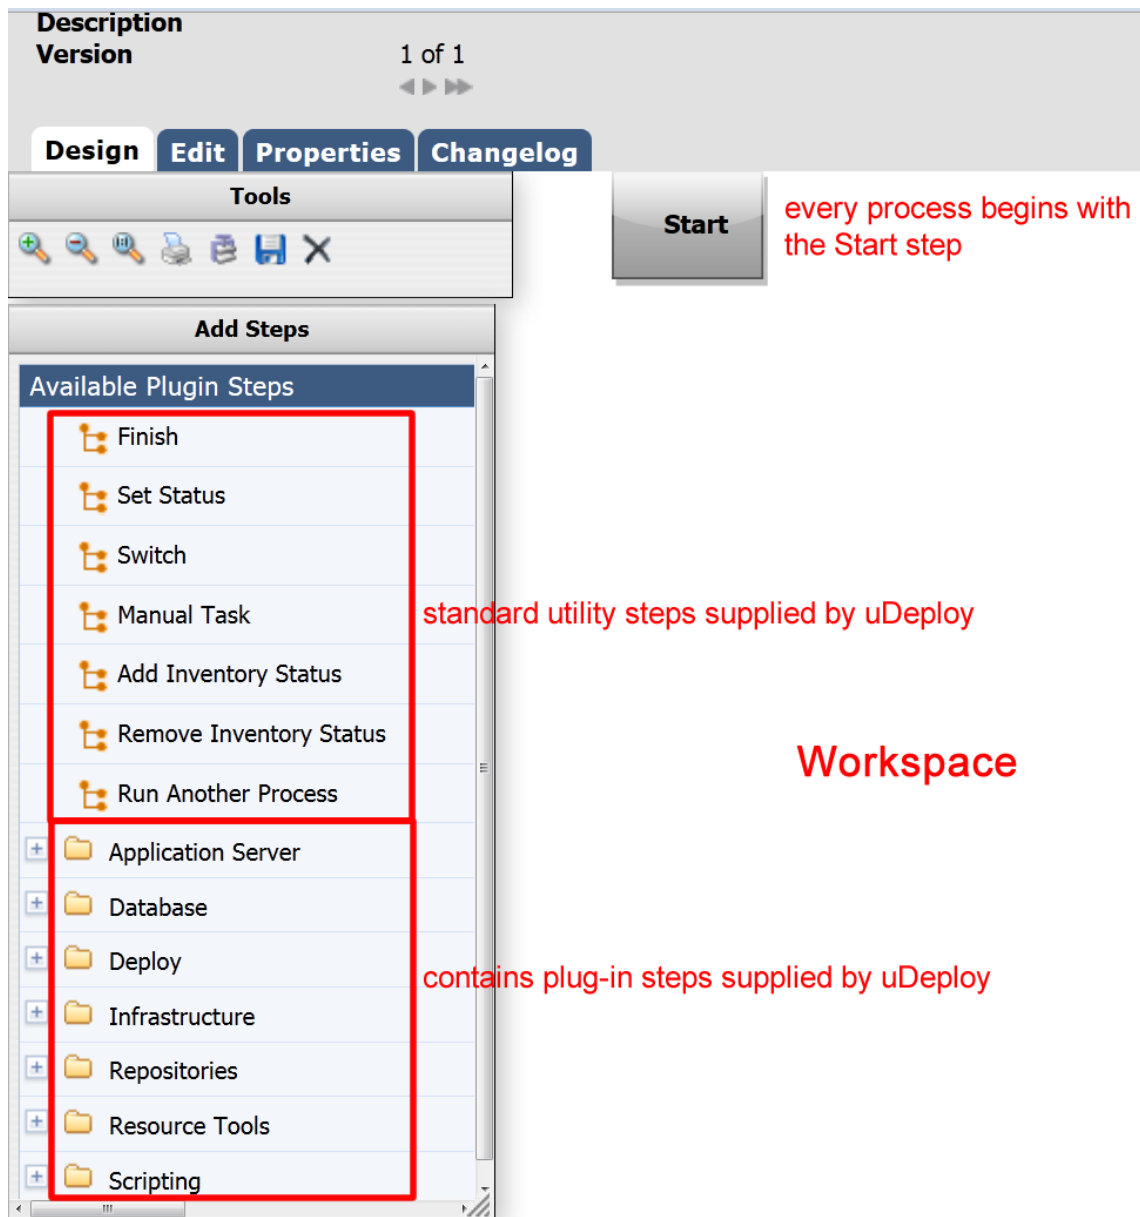 Description
Version 1 of 1
Design Edit Properties Changelog
Tools
Start
every process begins with
the Start step
Add Steps
Available Plugin Steps
Finish
Set Status
Switch
Manual Task
standard utility steps supplied by uDeploy
Add Inventory Status
Remove Inventory Status
Workspace
Run Another Process
Application Server
Database
Deploy
contains plug-in steps supplied by uDeploy
Infrastructure
Repositories
Resource Tools
Scripting